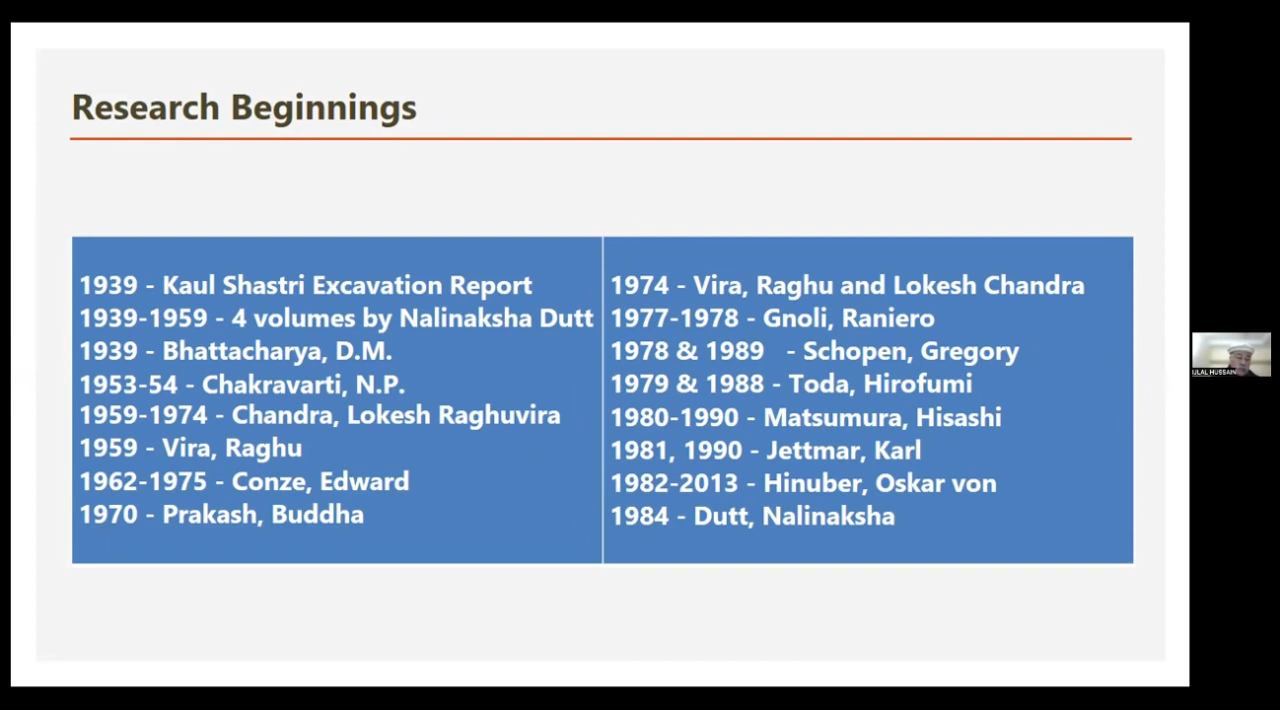 Research Beginnings
1939 - Kaul Shastri Excavation Report
1939-1959 - 4 volumes by Nalinaksha Dutt
1939 - Bhattacharya, D.M.
1953-54 - Chakravarti, N.P.
1959-1974 - Chandra, Lokesh Raghuvira
1959 - Vira, Raghu
1962-1975 - Conze, Edward
1970 - Prakash, Buddha
1974 - Vira, Raghu and Lokesh Chandra
1977-1978 - Gnoli, Raniero
1978 & 1989 - Schopen, Gregory
1979 & 1988 - Toda, Hirofumi
1980-1990 - Matsumura, Hisashi
1981, 1990 - Jettmar, Karl
1982-2013 - Hinuber, Oskar von
1984 - Dutt, Nalinaksha
HUSSAIN